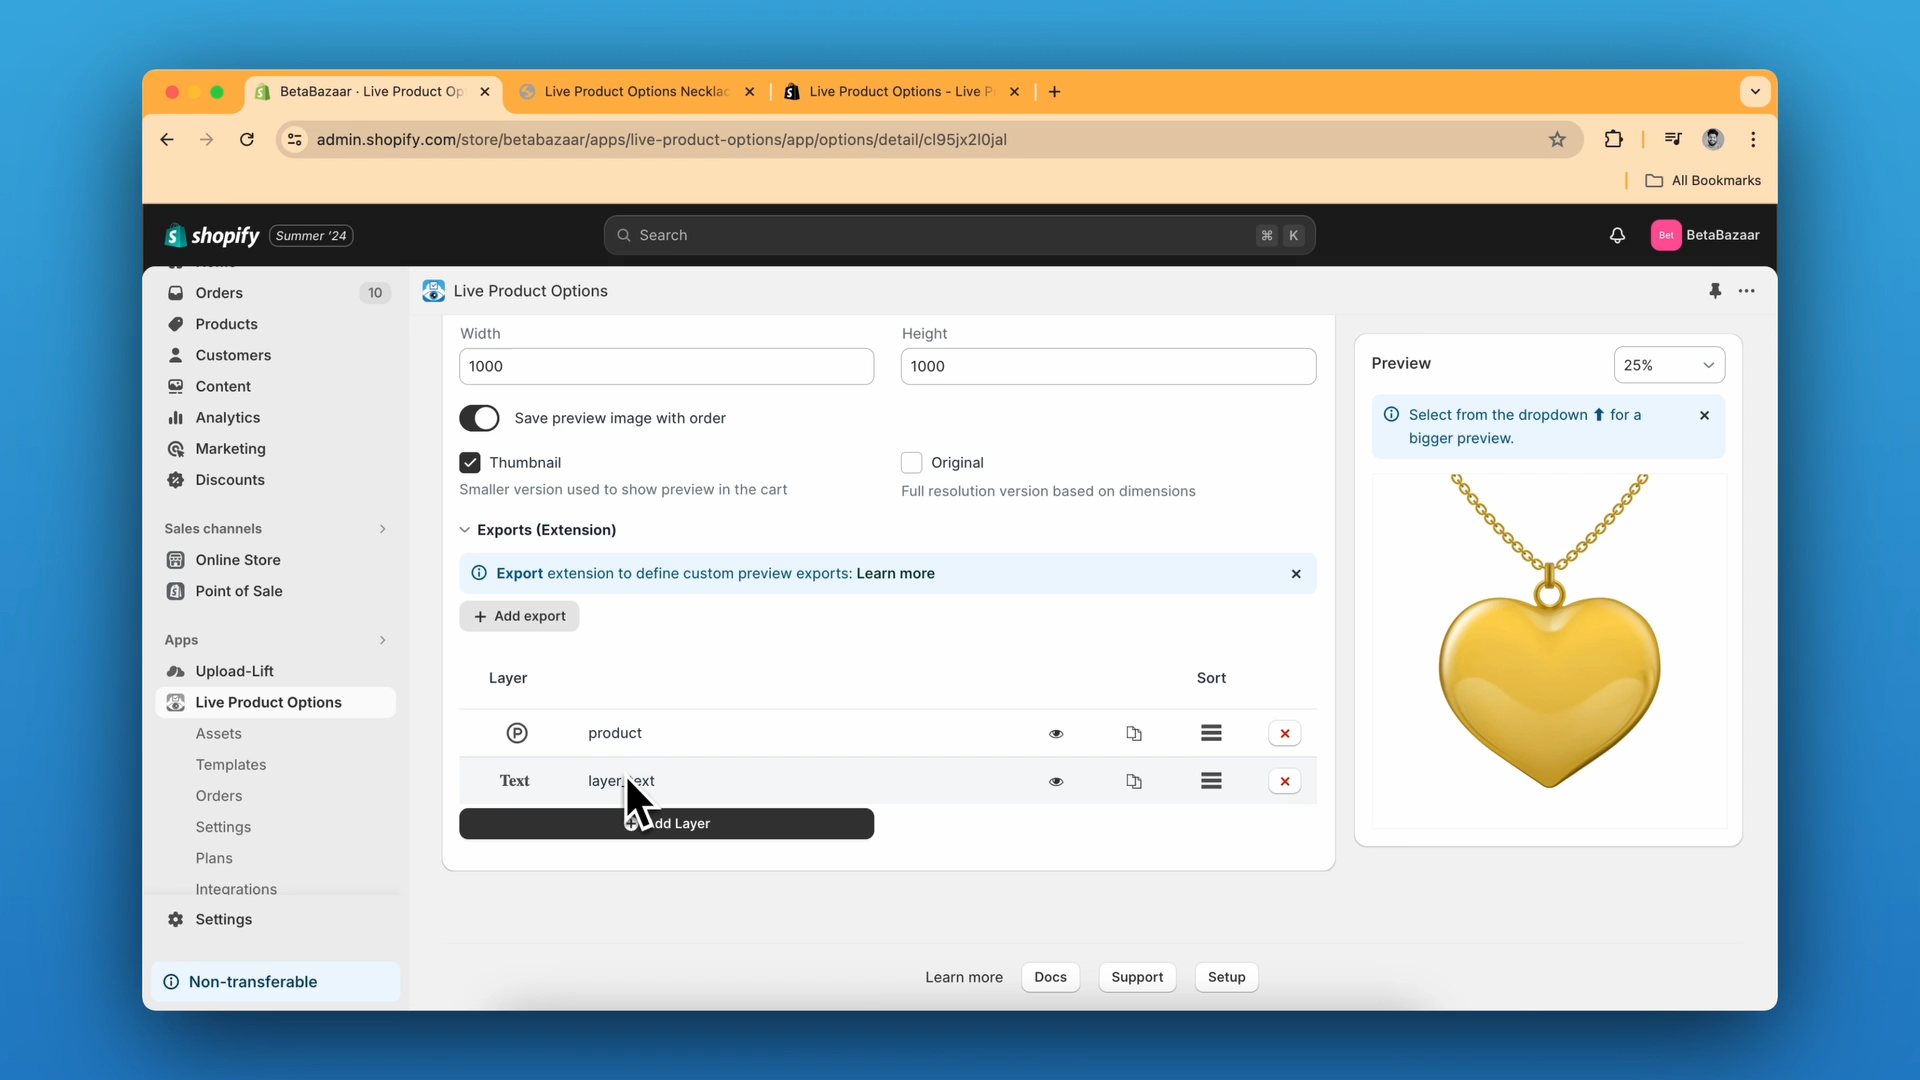 BetaBazaar · Live Product Op
Live Product Options Necklac
Live Product Options - Live P
admin.shopify.com/store/betabazaar/apps/live-product-options/app/options/detail/cl95jx2l0jal
All Bookmarks
shopify
Summer '24
Search
⌘ K
Bet
BetaBazaar
Orders
10
Products
Customers
Content
Analytics
Marketing
Discounts
Sales channels
Online Store
Point of Sale
Apps
Upload-Lift
Live Product Options
Assets
Templates
Orders
Settings
Plans
Integrations
Settings
Non-transferable
Live Product Options
Width
Height
1000
1000
Save preview image with order
Thumbnail
Original
Smaller version used to show preview in the cart
Full resolution version based on dimensions
Exports (Extension)
Export extension to define custom preview exports: Learn more
Add export
Layer
Sort
P
product
Text
Layer
Preview
25%
Select from the dropdown ⬆ for a
bigger preview.
Learn more
Docs
Support
Setup